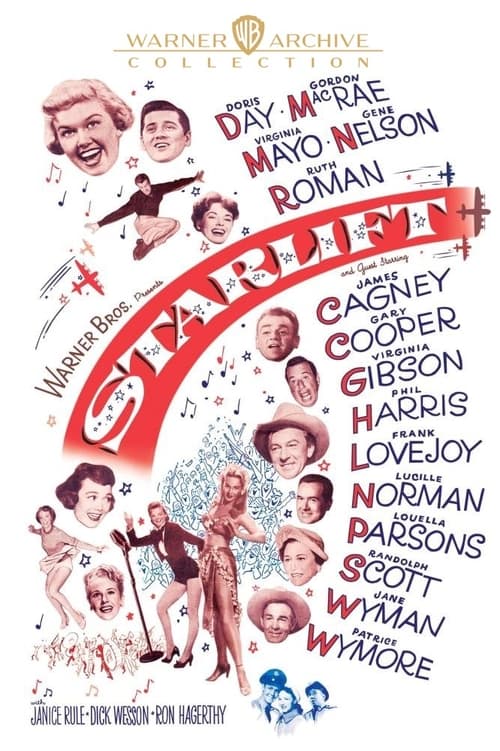 WARNER WB ARCHIVE
COLLECTION
DORIS DAY · GORDON MACRAE
VIRGINIA MAYO · GENE NELSON
RUTH ROMAN
WARNER BROS. Presents
STARLIFT
and Guest Starring
JAMES CAGNEY
GARY COOPER
VIRGINIA GIBSON
PHIL HARRIS
FRANK LOVEJOY
LUCILLE NORMAN
LOUELLA PARSONS
RANDOLPH SCOTT
JANE WYMAN
PATRICE WYMORE
with
JANICE RULE · DICK WESSON · RON HAGERTHY